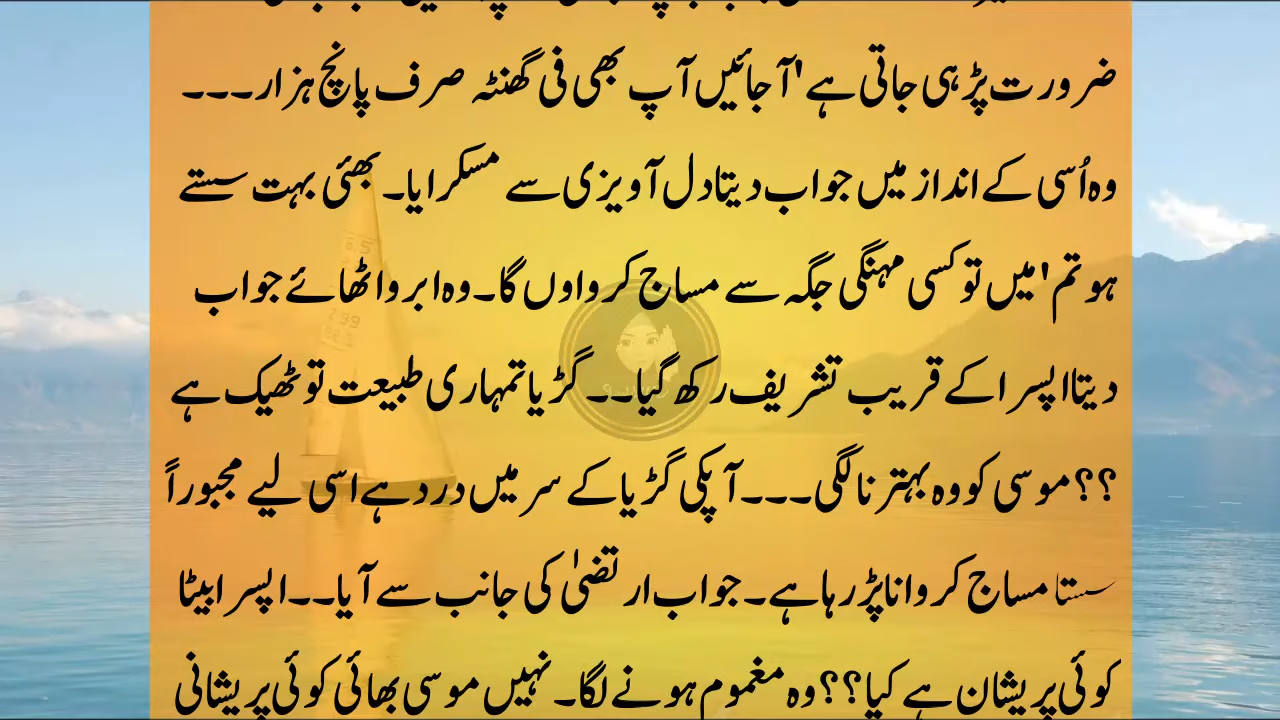 ضرورت پڑ ہی جاتی ہے 'آ جائیں آپ بھی فی گھنٹہ صرف پانچ ہزار۔۔۔
وہ اُسی کے انداز میں جواب دیتا دل آویزی سے مسکرایا۔ بھئی بہت سستے
ہو تم 'میں تو کسی مہنگی جگہ سے مساج کرواوں گا۔وہ ابرو اٹھائے جواب
دیتا اپسرا کے قریب تشریف رکھ گیا۔۔ گڑیا تمہاری طبیعت تو ٹھیک ہے
؟؟ موسی کو وہ بہتر نا لگی۔۔۔ آپکی گڑیا کے سر میں درد ہے اسی لیے مجبوراً
ستا مساج کروانا پڑ رہا ہے۔ جواب ارتضیٰ کی جانب سے آیا۔۔ اپسرا بیٹا
کوئی پریشان ہے کیا؟؟ وہ مغموم ہونے لگا۔ نہیں موسی بھائی کوئی پریشانی